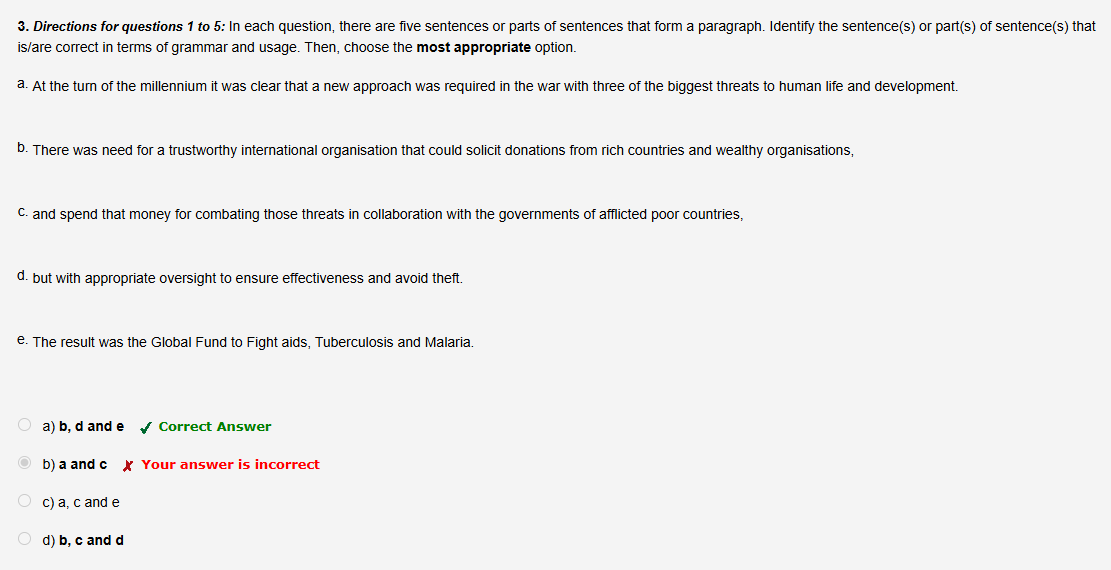 3. Directions for questions 1 to 5: In each question, there are five sentences or parts of sentences that form a paragraph. Identify the sentence(s) or part(s) of sentence(s) that
is/are correct in terms of grammar and usage. Then, choose the most appropriate option.
a. At the turn of the millennium it was clear that a new approach was required in the war with three of the biggest threats to human life and development.
b. There was need for a trustworthy international organisation that could solicit donations from rich countries and wealthy organisations,
c. and spend that money for combating those threats in collaboration with the governments of afflicted poor countries,
d. but with appropriate oversight to ensure effectiveness and avoid theft.
e. The result was the Global Fund to Fight aids, Tuberculosis and Malaria.
a) b, d and e ✓ Correct Answer
b) a and c ✗ Your answer is incorrect
c) a, c and e
d) b, c and d